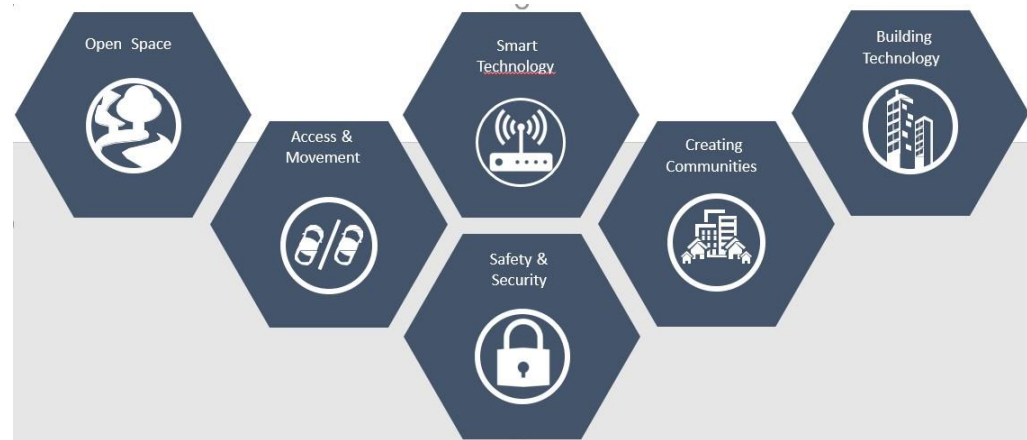 Open Space
Smart
Technology
Building
Technology
Access &
Movement
Creating
Communities
Safety &
Security